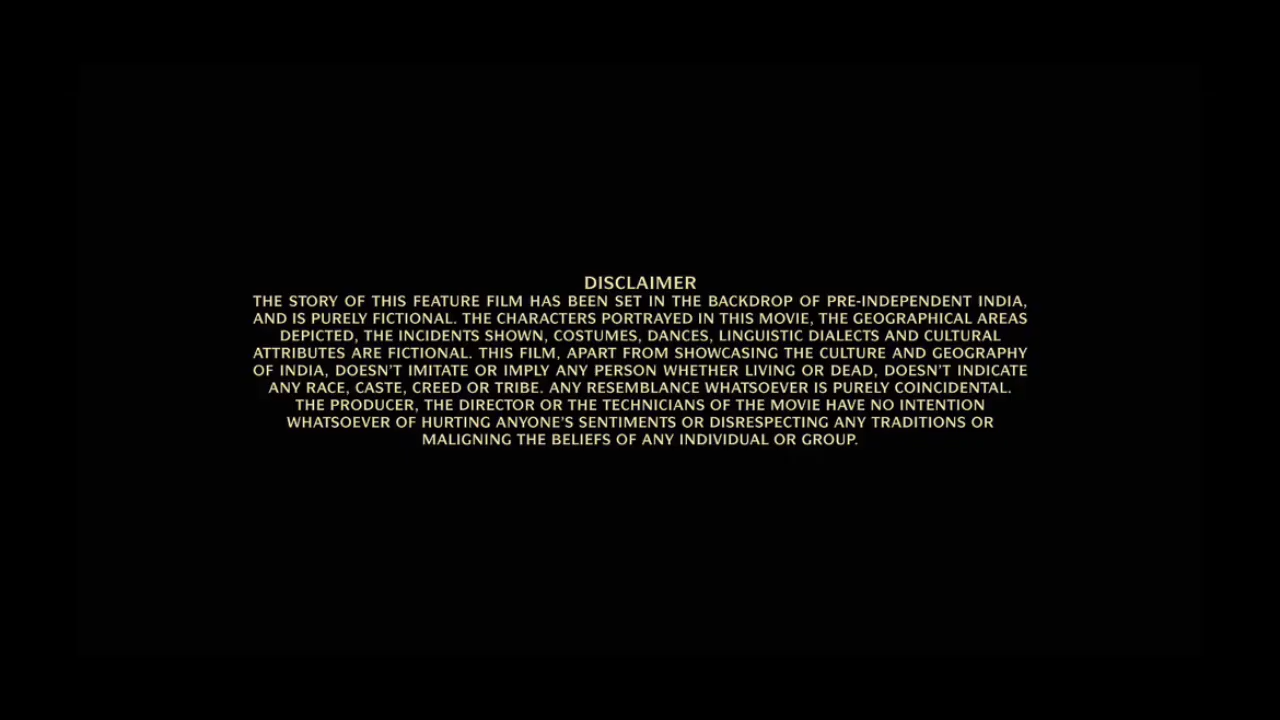 DISCLAIMER
THE STORY OF THIS FEATURE FILM HAS BEEN SET IN THE BACKDROP OF PRE-INDEPENDENT INDIA,
AND IS PURELY FICTIONAL. THE CHARACTERS PORTRAYED IN THIS MOVIE, THE GEOGRAPHICAL AREAS
DEPICTED, THE INCIDENTS SHOWN, COSTUMES, DANCES, LINGUISTIC DIALECTS AND CULTURAL
ATTRIBUTES ARE FICTIONAL. THIS FILM, APART FROM SHOWCASING THE CULTURE AND GEOGRAPHY
OF INDIA, DOESN'T IMITATE OR IMPLY ANY PERSON WHETHER LIVING OR DEAD, DOESN'T INDICATE
ANY RACE, CASTE, CREED OR TRIBE. ANY RESEMBLANCE WHATSOEVER IS PURELY COINCIDENTAL.
THE PRODUCER, THE DIRECTOR OR THE TECHNICIANS OF THE MOVIE HAVE NO INTENTION
WHATSOEVER OF HURTING ANYONE'S SENTIMENTS OR DISRESPECTING ANY TRADITIONS OR
MALIGNING THE BELIEFS OF ANY INDIVIDUAL OR GROUP.